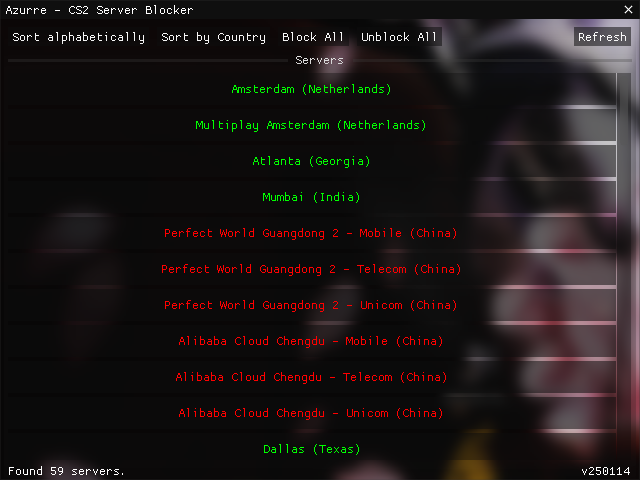 Azurre - CS2 Server Blocker
Sort alphabetically Sort by Country Block All Unblock All Refresh
Servers
Amsterdam (Netherlands)
Multiplay Amsterdam (Netherlands)
Atlanta (Georgia)
Mumbai (India)
Perfect World Guangdong 2 - Mobile (China)
Perfect World Guangdong 2 - Telecom (China)
Perfect World Guangdong 2 - Unicom (China)
Alibaba Cloud Chengdu - Mobile (China)
Alibaba Cloud Chengdu - Telecom (China)
Alibaba Cloud Chengdu - Unicom (China)
Dallas (Texas)
Found 59 servers. v250114